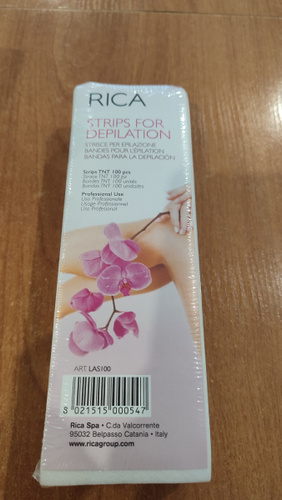 RICA
STRIPS FOR
DEPILATION
STRISCE PER EPILAZIONE
BANDES POUR L'ÉPILATION
BANDAS PARA LA DEPILACIÓN
Strips TNT 100 pcs
Strisce TNT 100 pz
Bandes TNT 100 unités
Bandas TNT 100 unidades
Professional Use
Uso Professionale
Usage Professionnel
Uso Profesional
ART. LAS100
8 021515 000547
Rica Spa • C.da Valcorrente
95032 Belpasso Catania • Italy
www.ricagroup.com